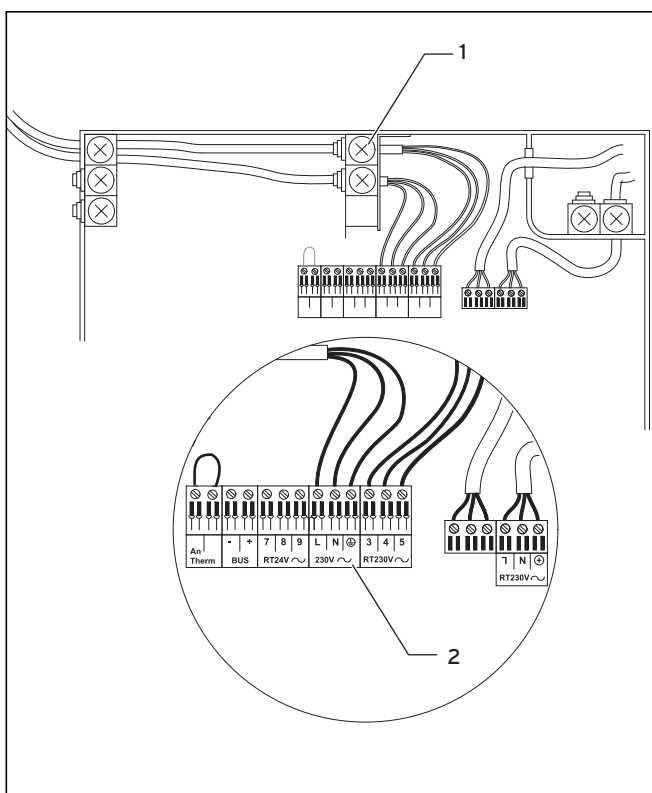 1
An
Therm
- +
BUS
7 8 9
RT24V ~
L N ⏚
230V ~
3 4 5
RT230V ~
L N ⏚
RT230V ~
2